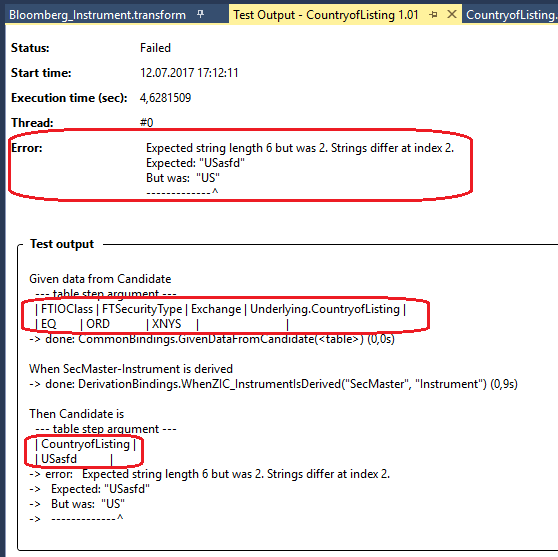 Bloomberg_Instrument.transform Test Output - CountryofListing 1.01 CountryofListing.
Status: Failed
Start time: 12.07.2017 17:12:11
Execution time (sec): 4,6281509
Thread: #0
Error: Expected string length 6 but was 2. Strings differ at index 2.
Expected: "USasfd"
But was: "US"
-------------^
Test output
Given data from Candidate
--- table step argument ---
| FTIOClass | FTSecurityType | Exchange | Underlying.CountryofListing |
| EQ | ORD | XNYS | |
-> done: CommonBindings.GivenDataFromCandidate(<table>) (0,0s)
When SecMaster-Instrument is derived
-> done: DerivationBindings.WhenZIC_InstrumentIsDerived("SecMaster", "Instrument") (0,9s)
Then Candidate is
--- table step argument ---
| CountryofListing |
| USasfd |
-> error: Expected string length 6 but was 2. Strings differ at index 2.
-> Expected: "USasfd"
-> But was: "US"
-> -------------^